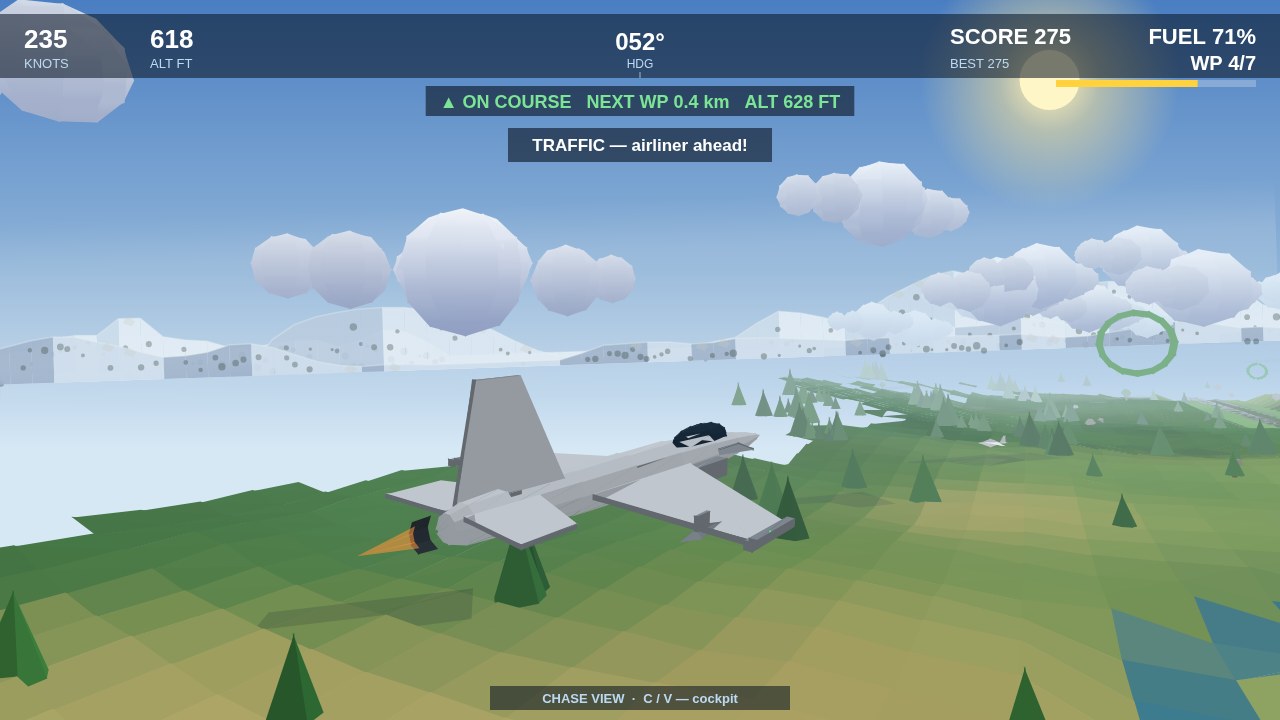 235
KNOTS
618
ALT FT
052°
HDG
SCORE 275
BEST 275
FUEL 71%
WP 4/7
▲ ON COURSE NEXT WP 0.4 km ALT 628 FT
TRAFFIC — airliner ahead!
CHASE VIEW · C / V — cockpit